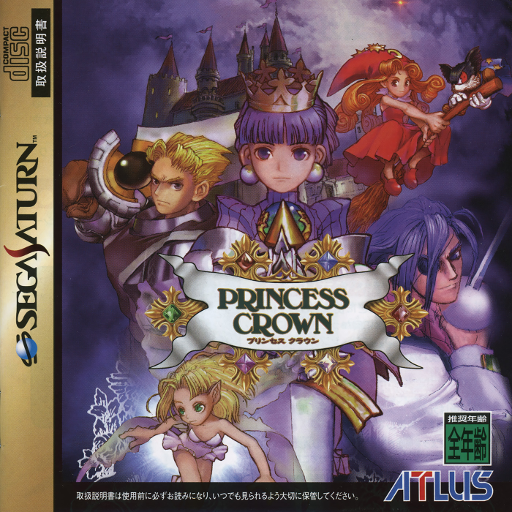 COMPACT
disc
取扱説明書
SEGA SATURN™
PRINCESS
CROWN
プリンセス クラウン
推奨年齢
全年齢
ATLUS
取扱説明書は使用前に必ずお読みになり、いつでも見られるよう大切に保管してください。